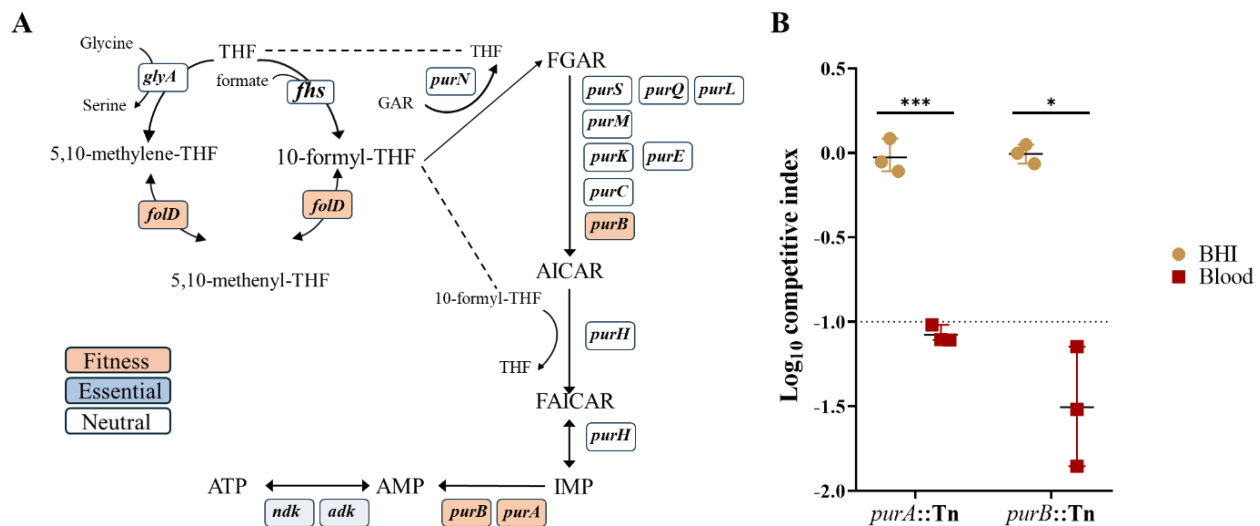 A
Glycine
THF
THF
FGAR
glyA
formate
fhs
purN
GAR
Serine
purS purQ purL
purM
5,10-methylene-THF
10-formyl-THF
purK purE
purC
folD
folD
purB
5,10-methenyl-THF
AICAR
10-formyl-THF
purH
THF
Fitness
Essential
Neutral
FAICAR
purH
ATP
AMP
IMP
ndk adk
purB purA
B
Log10 competitive index
0.5
0.0
-0.5
-1.0
-1.5
-2.0
***
*
BHI
Blood
purA::Tn
purB::Tn